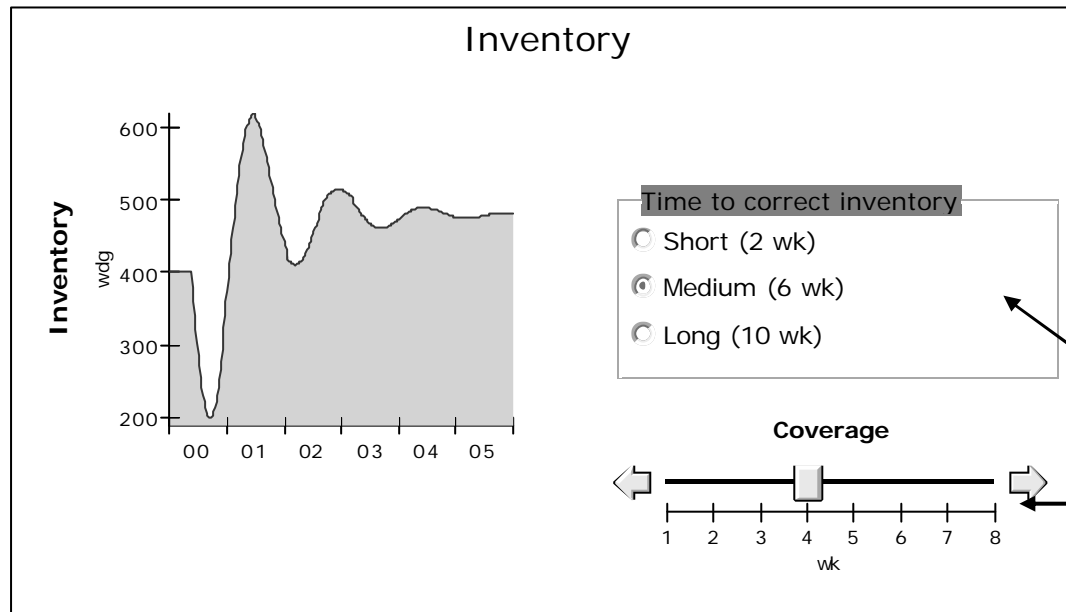 Inventory
Inventory
wdg
600
500
400
300
200
00 01 02 03 04 05
Time to correct inventory
Short (2 wk)
Medium (6 wk)
Long (10 wk)
Coverage
1 2 3 4 5 6 7 8
wk